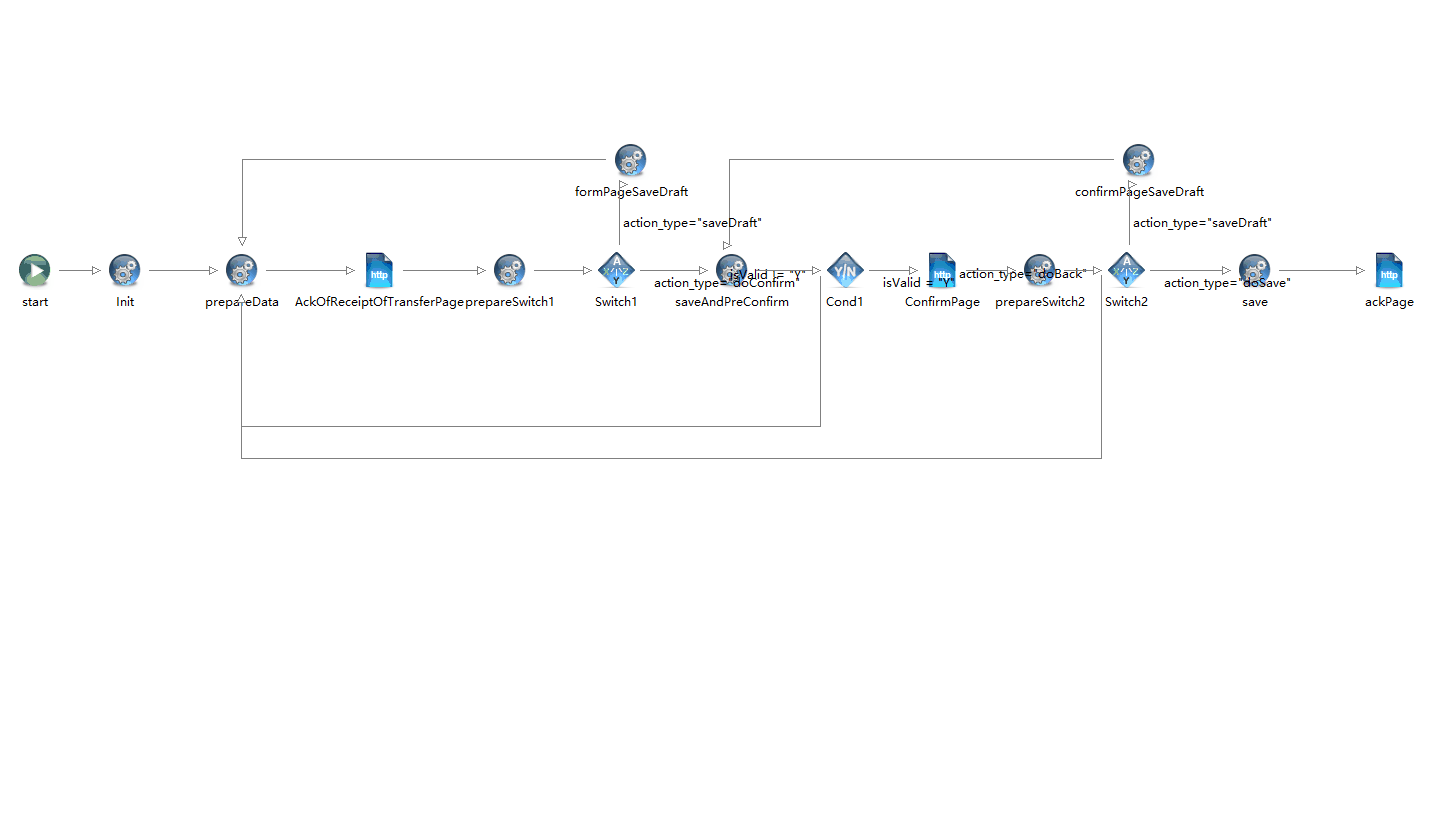 formPageSaveDraft
confirmPageSaveDraft
action_type="saveDraft"
action_type="saveDraft"
http
A
X Y Z
Y
isValid != "Y"
Y/N
http
action_type="doBack"
A
X Y Z
Y
http
action_type="doConfirm"
isValid = "Y"
action_type="doSave"
start
Init
prepareData
AckOfReceiptOfTransferPage
prepareSwitch1
Switch1
saveAndPreConfirm
Cond1
ConfirmPage
prepareSwitch2
Switch2
save
ackPage